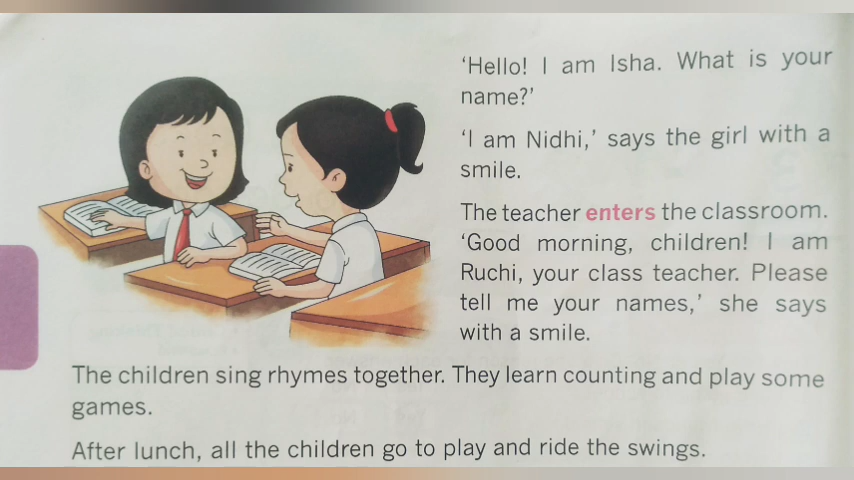 ‘Hello! I am Isha. What is your
name?’
‘I am Nidhi,’ says the girl with a
smile.
The teacher enters the classroom.
‘Good morning, children! I am
Ruchi, your class teacher. Please
tell me your names,’ she says
with a smile.
The children sing rhymes together. They learn counting and play some
games.
After lunch, all the children go to play and ride the swings.